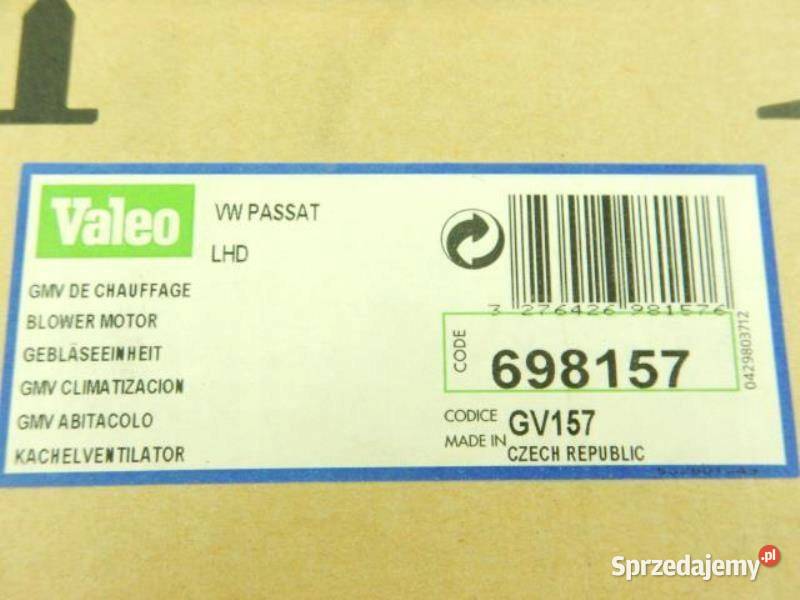 Valeo
VW PASSAT
LHD
GMV DE CHAUFFAGE
BLOWER MOTOR
GEBLÄSEEINHEIT
GMV CLIMATIZACION
GMV ABITACOLO
KACHELVENTILATOR
3 276426 981576
CODE
698157
0429803712
CODICE GV157
MADE IN CZECH REPUBLIC
Sprzedajemy.pl